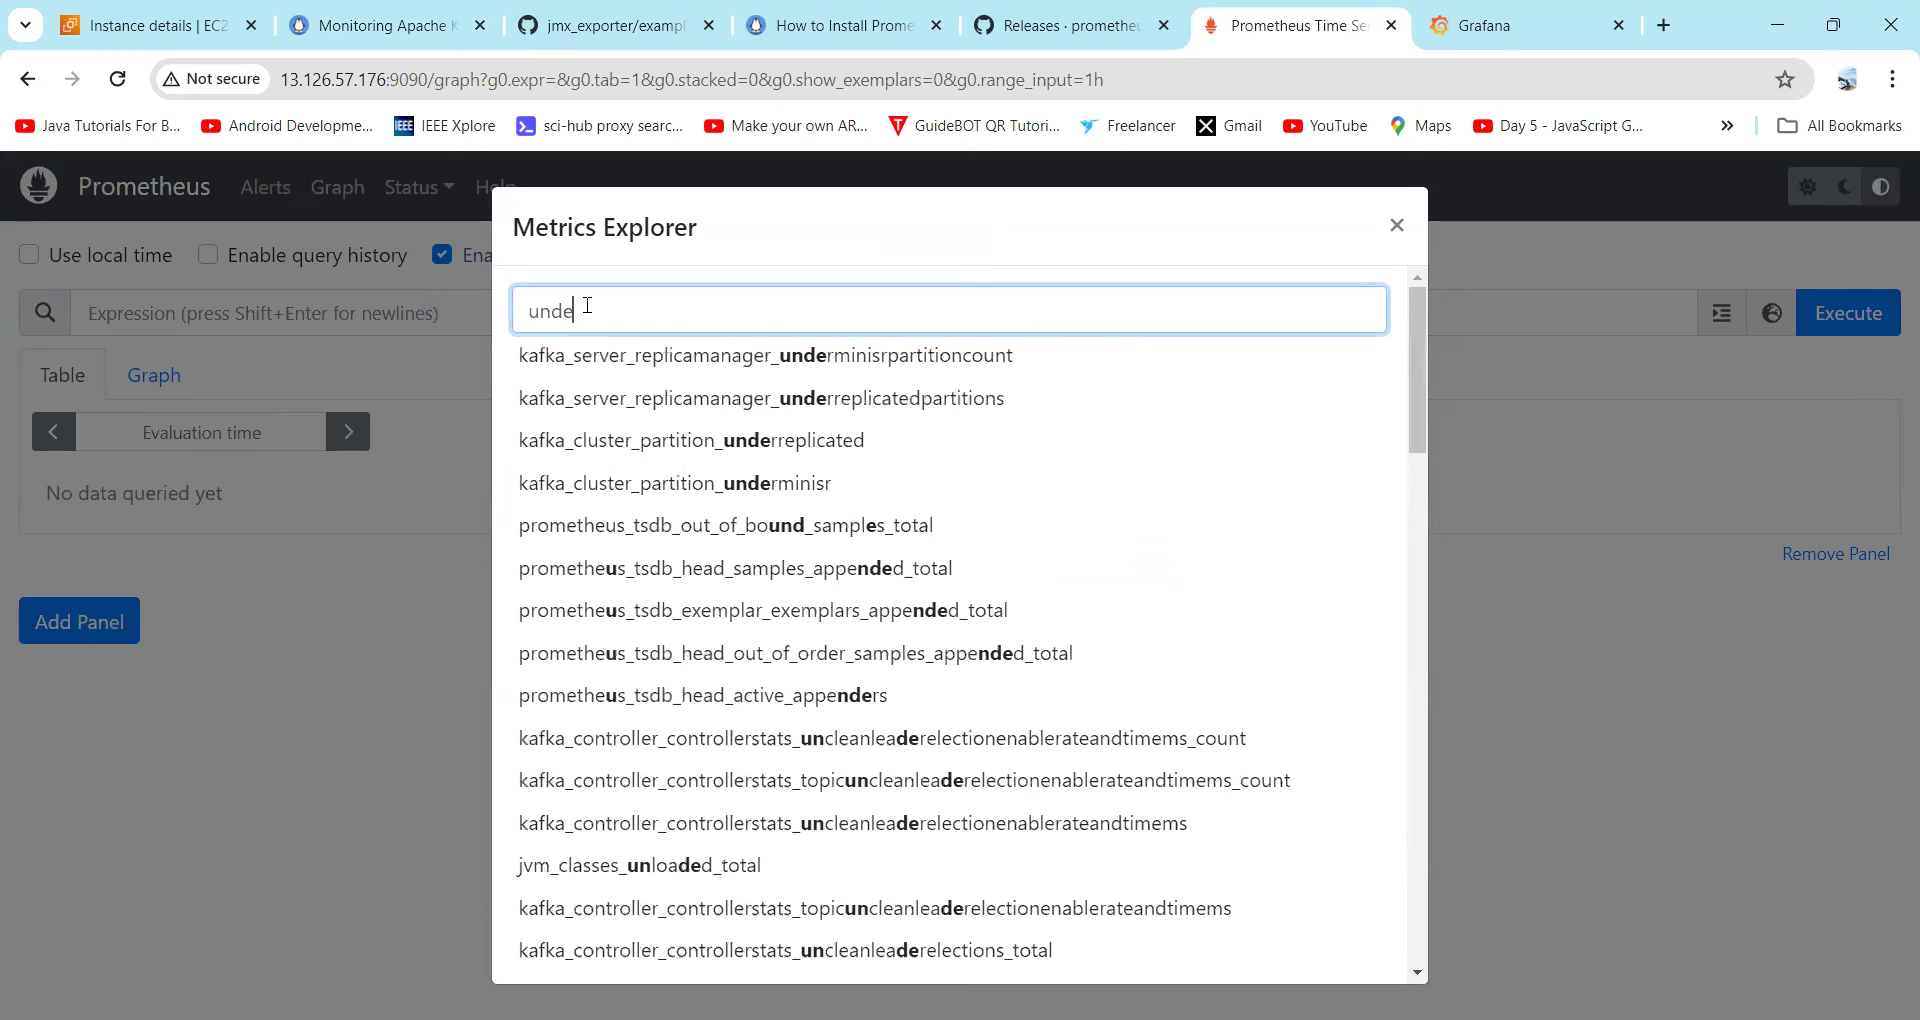 Instance details | EC2
Monitoring Apache K
jmx_exporter/exampl
How to Install Prome
Releases · prometheu
Prometheus Time Se
Grafana
Not secure
13.126.57.176:9090/graph?g0.expr=&g0.tab=1&g0.stacked=0&g0.show_exemplars=0&g0.range_input=1h
Java Tutorials For B...
Android Developme...
IEEE Xplore
sci-hub proxy searc...
Make your own AR...
GuideBOT QR Tutori...
Freelancer
Gmail
YouTube
Maps
Day 5 - JavaScript G...
All Bookmarks
Prometheus
Alerts
Graph
Status
Help
Metrics Explorer
Use local time
Enable query history
Ena
Expression (press Shift+Enter for newlines)
unde
Execute
Table
Graph
Evaluation time
No data queried yet
Remove Panel
Add Panel
kafka_server_replicamanager_underminisrpartitioncount
kafka_server_replicamanager_underreplicatedpartitions
kafka_cluster_partition_underreplicated
kafka_cluster_partition_underminisr
prometheus_tsdb_out_of_bound_samples_total
prometheus_tsdb_head_samples_appended_total
prometheus_tsdb_exemplar_exemplars_appended_total
prometheus_tsdb_head_out_of_order_samples_appended_total
prometheus_tsdb_head_active_appenders
kafka_controller_controllerstats_uncleanleaderelectionenablerateandtimems_count
kafka_controller_controllerstats_topicuncleanleaderelectionenablerateandtimems_count
kafka_controller_controllerstats_uncleanleaderelectionenablerateandtimems
jvm_classes_unloaded_total
kafka_controller_controllerstats_topicuncleanleaderelectionenablerateandtimems
kafka_controller_controllerstats_uncleanleaderelections_total